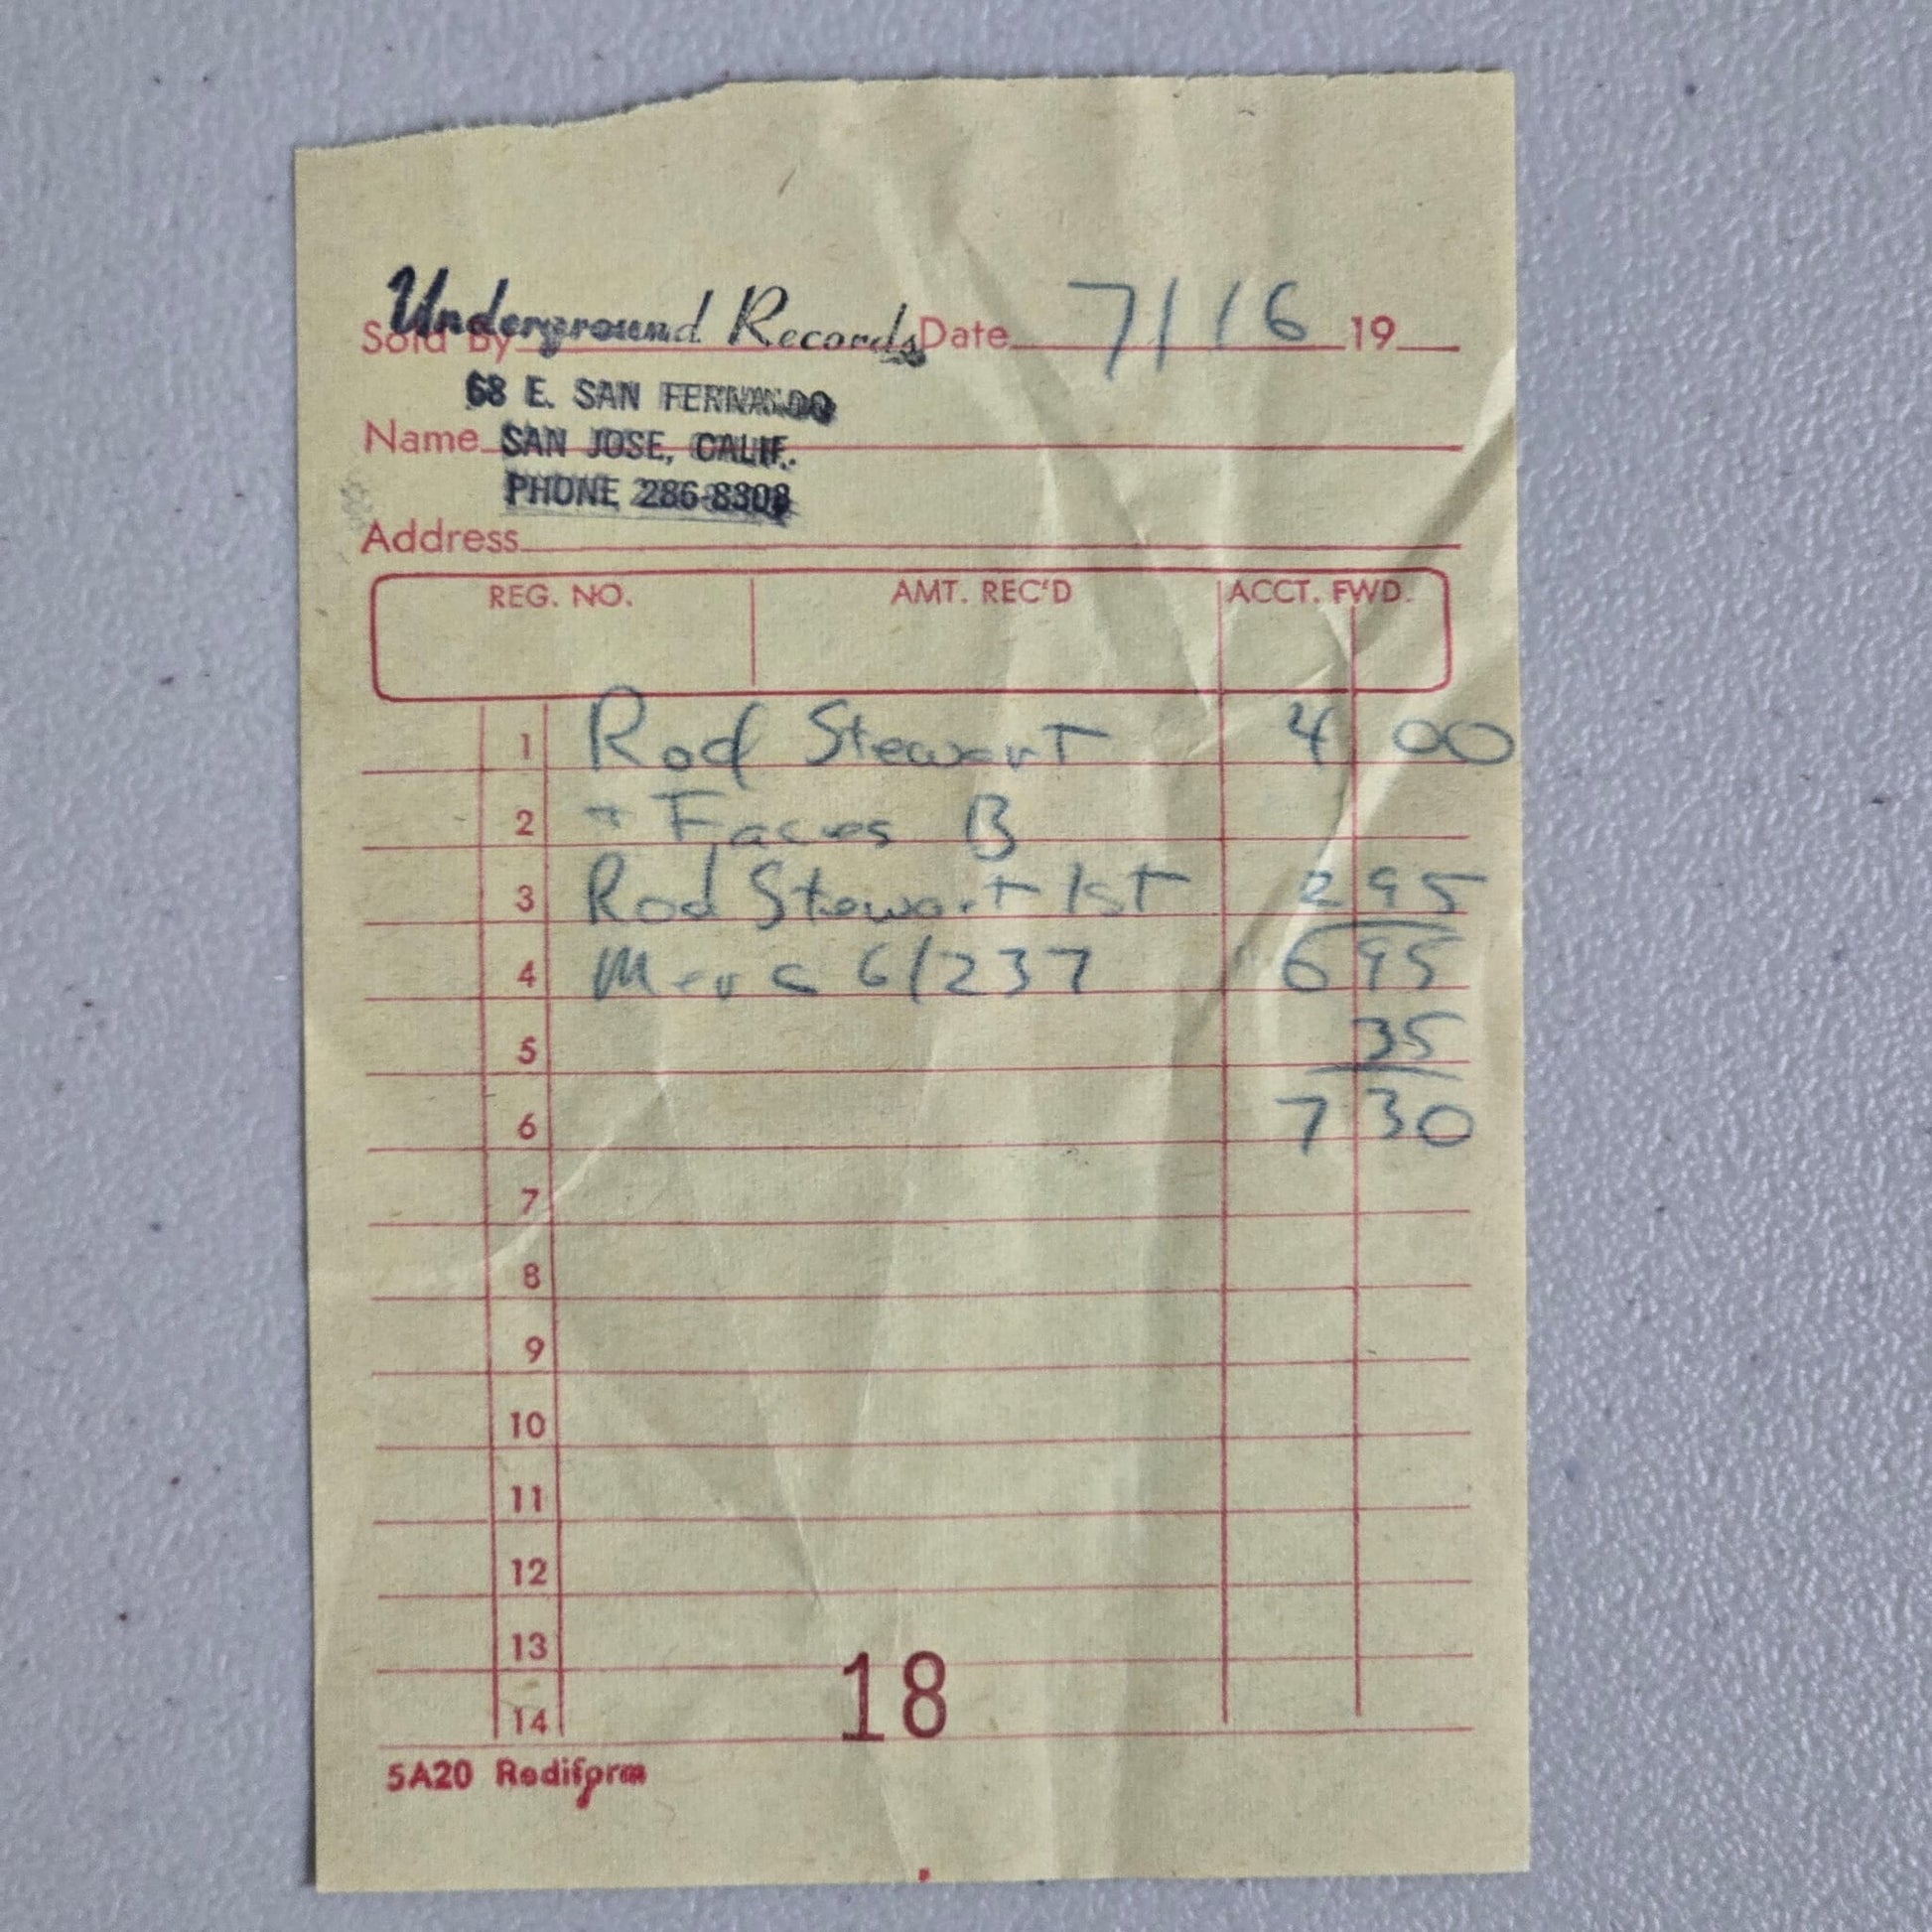 Underground Records
Sold By Date 7/16 19
68 E. SAN FERNANDO
Name SAN JOSE, CALIF.
PHONE 286-8308
Address
REG. NO. AMT. REC'D ACCT. FWD.
1 Rod Stewart 4 00
2 + Faces B
3 Rod Stewart 1st 2 95
4 Merc 61237 6 95
5 35
6 7 30
7
8
9
10
11
12
13
14
18
5A20 Rediform